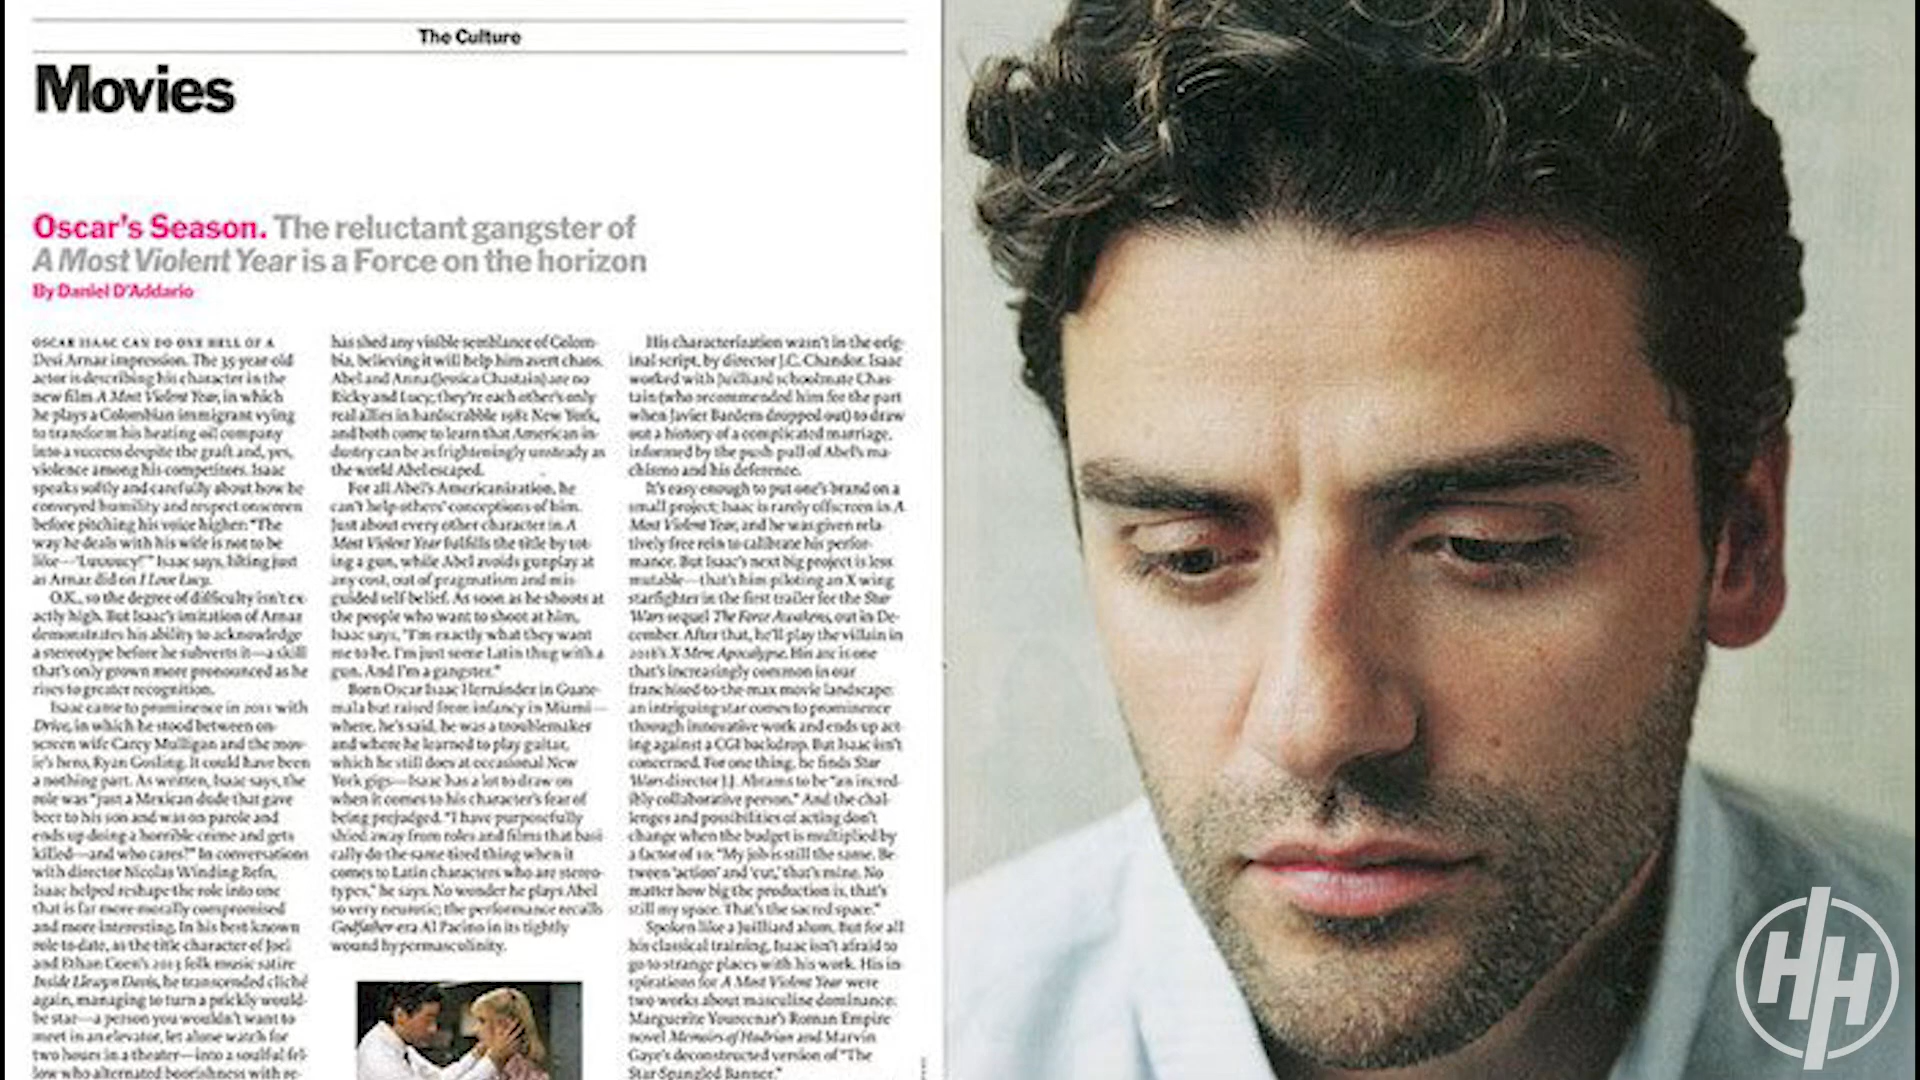 The Culture
Movies
Oscar's Season. The reluctant gangster of
A Most Violent Year is a Force on the horizon
By Daniel D'Addario
OSCAR ISAAC CAN DO ONE HELL OF A
Desi Arnaz impression. The 35-year-old
actor is describing his character in the
new film A Most Violent Year, in which
he plays a Colombian immigrant vying
to transform his heating oil company
into a success despite the graft and, yes,
violence among his competitors. Isaac
speaks softly and carefully about how he
conveyed humility and respect onscreen
before pitching his voice higher: "The
way he deals with his wife is not to be
like—'Luuuucy!'" Isaac says, lilting just
as Arnaz did on I Love Lucy.
O.K., so the degree of difficulty isn't ex-
actly high. But Isaac's imitation of Arnaz
demonstrates his ability to acknowledge
a stereotype before he subverts it—a skill
that's only grown more pronounced as he
rises to greater recognition.
Isaac came to prominence in 2011 with
Drive, in which he stood between on-
screen wife Carey Mulligan and the mov-
ie's hero, Ryan Gosling. It could have been
a nothing part. As written, Isaac says, the
role was "just a Mexican dude that gave
beer to his son and was on parole and
ends up doing a horrible crime and gets
killed—and who cares?" In conversations
with director Nicolas Winding Refn,
Isaac helped reshape the role into one
that is far more morally compromised
and more interesting. In his best known
role to date, as the title character of Joel
and Ethan Coen's 2013 folk music satire
Inside Llewyn Davis, he transcended cliché
again, managing to turn a prickly would-
be star—a person you wouldn't want to
meet in an elevator, let alone watch for
two hours in a theater—into a soulful fel-
low who alternated boorishness with re-
has shed any visible semblance of Colom-
bia, believing it will help him avert chaos.
Abel and Anna (Jessica Chastain) are no
Ricky and Lucy; they're each other's only
real allies in hardscrabble 1981 New York,
and both come to learn that American in-
dustry can be as frighteningly unsteady as
the world Abel escaped.
For all Abel's Americanization, he
can't help others' conceptions of him.
Just about every other character in A
Most Violent Year fulfills the title by tot-
ing a gun, while Abel avoids gunplay at
any cost, out of pragmatism and mis-
guided self belief. As soon as he shoots at
the people who want to shoot at him,
Isaac says, "I'm exactly what they want
me to be. I'm just some Latin thug with a
gun. And I'm a gangster."
Born Oscar Isaac Hernández in Guate-
mala but raised from infancy in Miami—
where, he's said, he was a troublemaker
and where he learned to play guitar,
which he still does at occasional New
York gigs—Isaac has a lot to draw on
when it comes to his character's fear of
being prejudged. "I have purposefully
shied away from roles and films that basi-
cally do the same tired thing when it
comes to Latin characters who are stereo-
types," he says. No wonder he plays Abel
so very neurotic; the performance recalls
Godfather-era Al Pacino in its tightly
wound hypermasculinity.
His characterization wasn't in the orig-
inal script, by director J.C. Chandor. Isaac
worked with Juilliard schoolmate Chas-
tain (who recommended him for the part
when Javier Bardem dropped out) to draw
out a history of a complicated marriage,
informed by the push pull of Abel's ma-
chismo and his deference.
It's easy enough to put one's brand on a
small project; Isaac is rarely offscreen in A
Most Violent Year, and he was given rela-
tively free rein to calibrate his perfor-
mance. But Isaac's next big project is less
mutable—that's him piloting an X wing
starfighter in the first trailer for the Star
Wars sequel The Force Awakens, out in De-
cember. After that, he'll play the villain in
2016's X-Men: Apocalypse. His arc is one
that's increasingly common in our
franchised-to-the-max movie landscape:
an intriguing star comes to prominence
through innovative work and ends up act-
ing against a CGI backdrop. But Isaac isn't
concerned. For one thing, he finds Star
Wars director J.J. Abrams to be "an incred-
ibly collaborative person." And the chal-
lenges and possibilities of acting don't
change when the budget is multiplied by
a factor of 10: "My job is still the same. Be-
tween 'action' and 'cut,' that's mine. No
matter how big the production is, that's
still my space. That's the sacred space."
Spoken like a Juilliard alum. But for all
his classical training, Isaac isn't afraid to
go to strange places with his work. His in-
spirations for A Most Violent Year were
two works about masculine dominance:
Marguerite Yourcenar's Roman Empire
novel Memoirs of Hadrian and Marvin
Gaye's deconstructed version of "The
Star-Spangled Banner."
HH